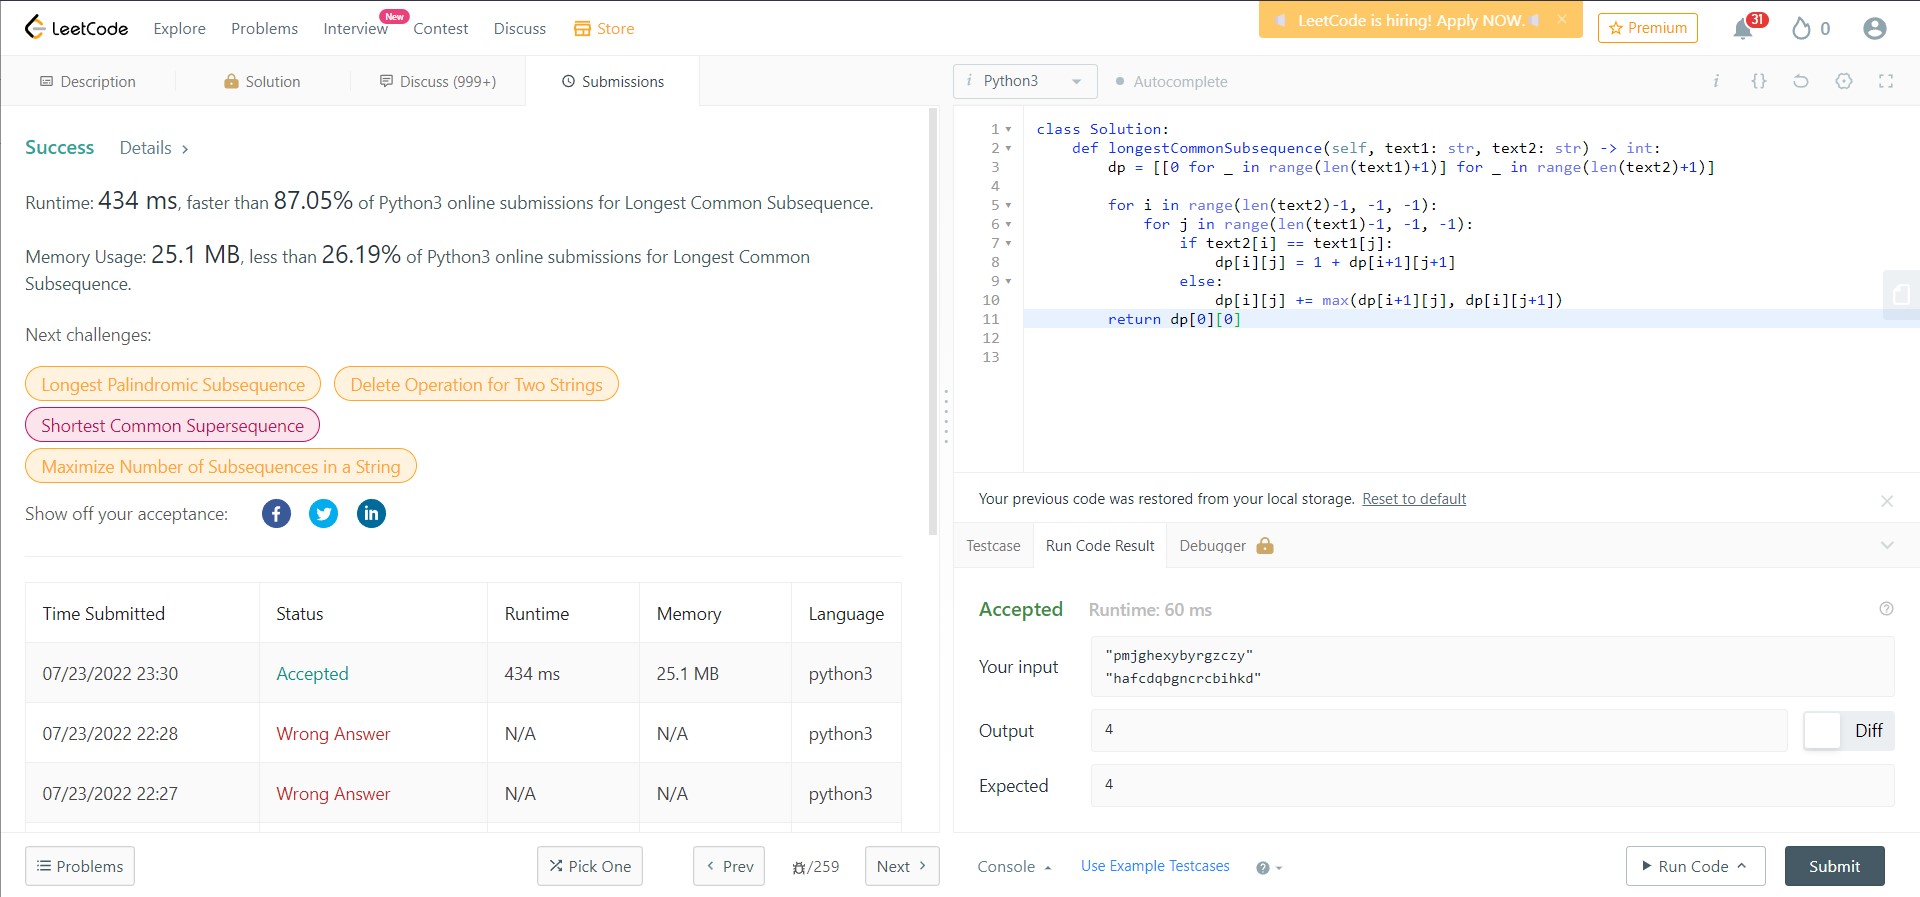 LeetCode Explore Problems Interview New Contest Discuss Store LeetCode is hiring! Apply NOW. × Premium 31 0
Description Solution Discuss (999+) Submissions
Success Details >
Runtime: 434 ms, faster than 87.05% of Python3 online submissions for Longest Common Subsequence.
Memory Usage: 25.1 MB, less than 26.19% of Python3 online submissions for Longest Common
Subsequence.
Next challenges:
Longest Palindromic Subsequence Delete Operation for Two Strings
Shortest Common Supersequence
Maximize Number of Subsequences in a String
Show off your acceptance: f in
Time Submitted Status Runtime Memory Language
07/23/2022 23:30 Accepted 434 ms 25.1 MB python3
07/23/2022 22:28 Wrong Answer N/A N/A python3
07/23/2022 22:27 Wrong Answer N/A N/A python3
Problems Pick One < Prev /259 Next >
i Python3 Autocomplete i {}
1 class Solution:
2 def longestCommonSubsequence(self, text1: str, text2: str) -> int:
3 dp = [[0 for _ in range(len(text1)+1)] for _ in range(len(text2)+1)]
4
5 for i in range(len(text2)-1, -1, -1):
6 for j in range(len(text1)-1, -1, -1):
7 if text2[i] == text1[j]:
8 dp[i][j] = 1 + dp[i+1][j+1]
9 else:
10 dp[i][j] += max(dp[i+1][j], dp[i][j+1])
11 return dp[0][0]
12
13
Your previous code was restored from your local storage. Reset to default
Testcase Run Code Result Debugger
Accepted Runtime: 60 ms
Your input "pmjghexybyrgzczy"
"hafcdqbgncrcbihkd"
Output 4 Diff
Expected 4
Console Use Example Testcases ? Run Code Submit